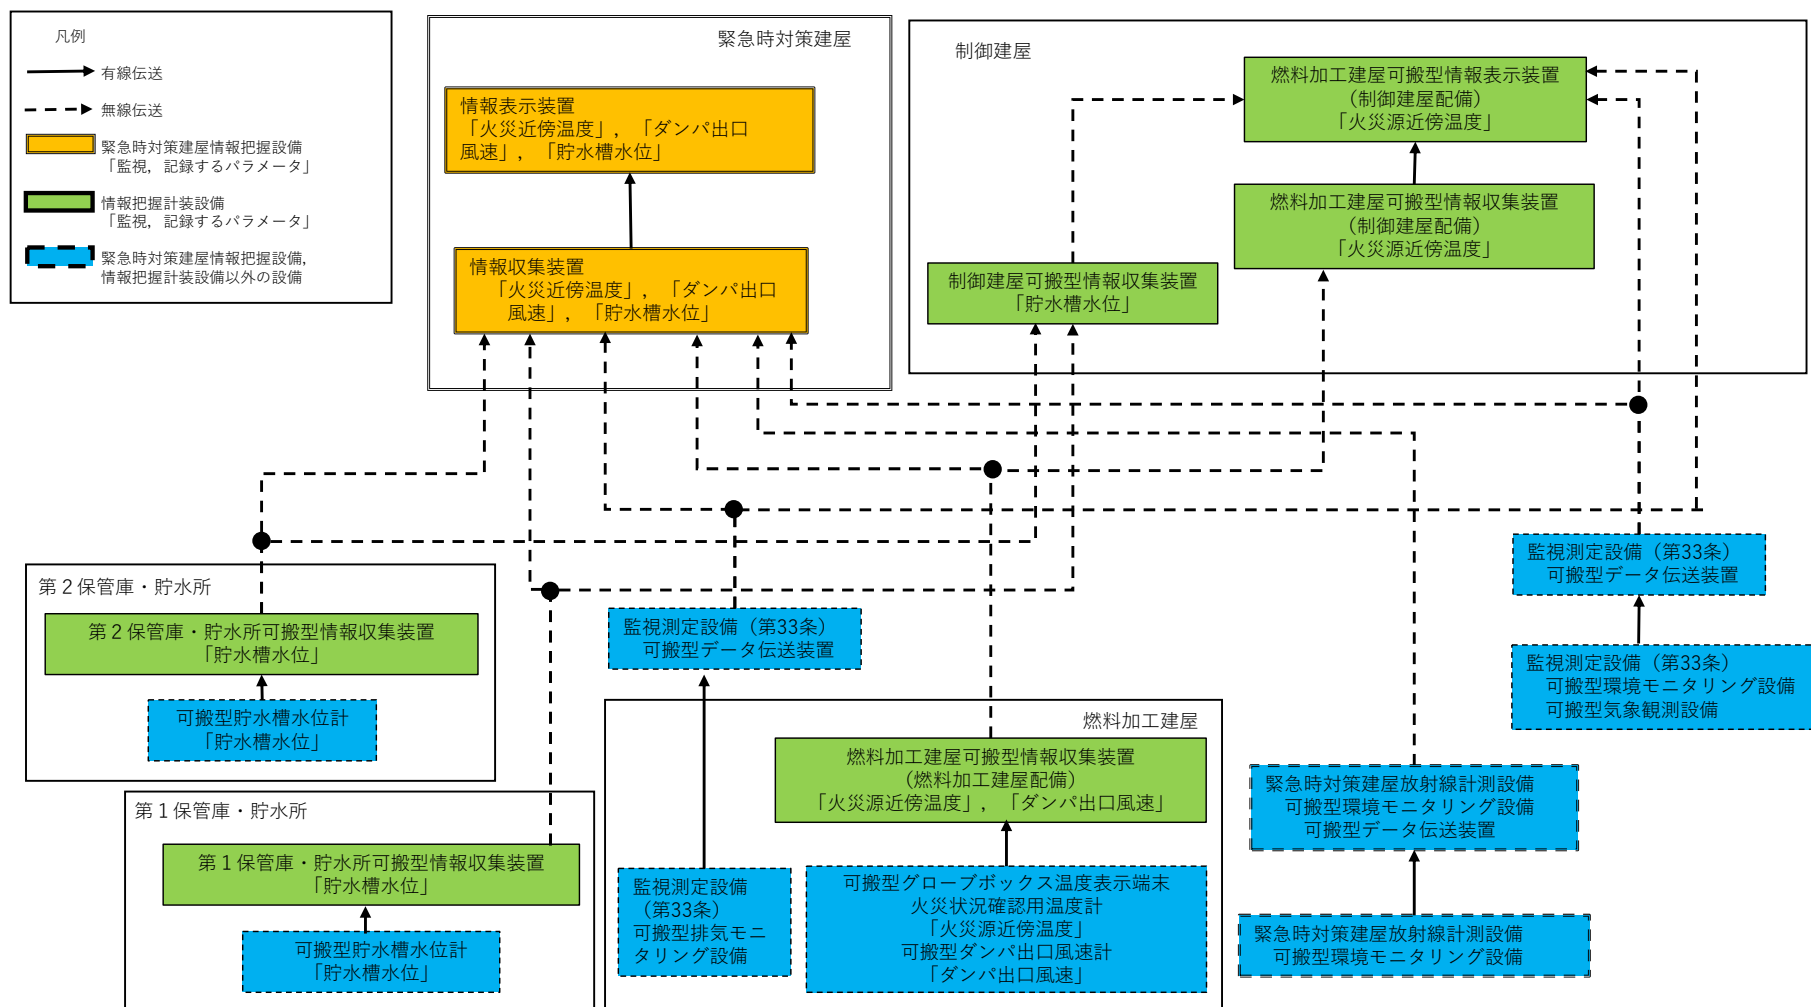 凡例
有線伝送
無線伝送
緊急時対策建屋情報把握設備
「監視，記録するパラメータ」
情報把握計装設備
「監視，記録するパラメータ」
緊急時対策建屋情報把握設備，
情報把握計装設備以外の設備
緊急時対策建屋
情報表示装置
「火災近傍温度」，「ダンパ出口
風速」，「貯水槽水位」
情報収集装置
「火災近傍温度」，「ダンパ出口
風速」，「貯水槽水位」
制御建屋
燃料加工建屋可搬型情報表示装置
（制御建屋配備）
「火災源近傍温度」
燃料加工建屋可搬型情報収集装置
（制御建屋配備）
「火災源近傍温度」
制御建屋可搬型情報収集装置
「貯水槽水位」
第２保管庫・貯水所
第２保管庫・貯水所可搬型情報収集装置
「貯水槽水位」
可搬型貯水槽水位計
「貯水槽水位」
第１保管庫・貯水所
第１保管庫・貯水所可搬型情報収集装置
「貯水槽水位」
可搬型貯水槽水位計
「貯水槽水位」
監視測定設備（第33条）
可搬型データ伝送装置
監視測定設備
（第33条）
可搬型排気モニ
タリング設備
燃料加工建屋
燃料加工建屋可搬型情報収集装置
（燃料加工建屋配備）
「火災源近傍温度」，「ダンパ出口風速」
可搬型グローブボックス温度表示端末
火災状況確認用温度計
「火災源近傍温度」
可搬型ダンパ出口風速計
「ダンパ出口風速」
監視測定設備（第33条）
可搬型データ伝送装置
監視測定設備（第33条）
可搬型環境モニタリング設備
可搬型気象観測設備
緊急時対策建屋放射線計測設備
可搬型環境モニタリング設備
可搬型データ伝送装置
緊急時対策建屋放射線計測設備
可搬型環境モニタリング設備